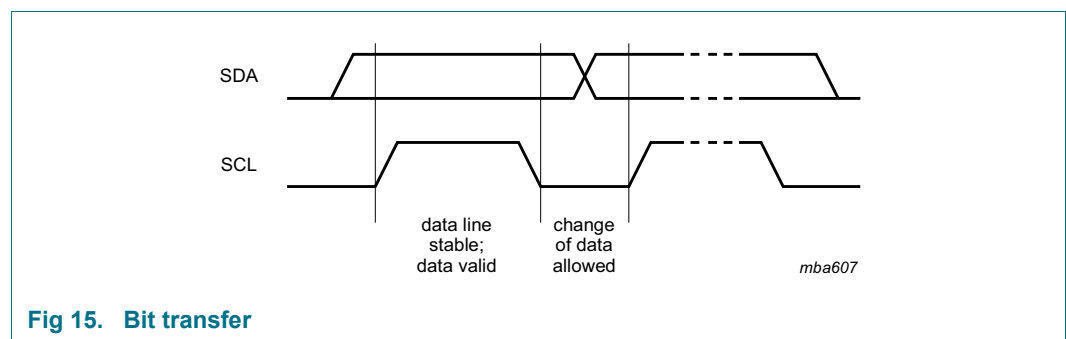 SDA
SCL
data line
stable;
data valid
change
of data
allowed
mba607
Fig 15. Bit transfer